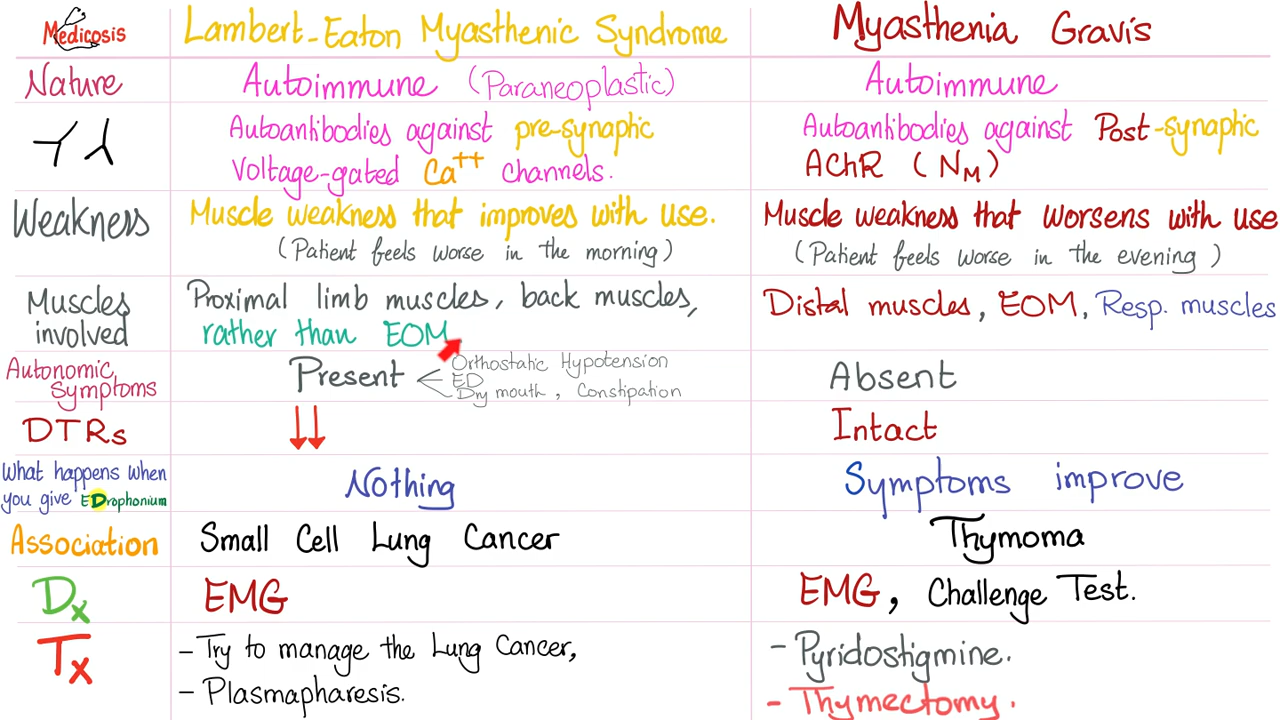 Medicosis
Lambert-Eaton Myasthenic Syndrome
Myasthenia Gravis
Nature
Autoimmune (Paraneoplastic)
Autoimmune
Autoantibodies against pre-synaptic
Voltage-gated Ca++ channels.
Autoantibodies against Post-synaptic
AChR (NM)
Weakness
Muscle weakness that improves with use.
(Patient feels worse in the morning)
Muscle weakness that worsens with use
(Patient feels worse in the evening)
Muscles
involved
Proximal limb muscles, back muscles,
rather than EOM
Distal muscles, EOM, Resp. muscles
Autonomic
Symptoms
Present
Orthostatic Hypotension
ED
Dry mouth, Constipation
Absent
DTRs
Intact
What happens when
you give EDrophonium
Nothing
Symptoms improve
Association
Small Cell Lung Cancer
Thymoma
Dx
EMG
EMG, Challenge Test.
Tx
- Try to manage the Lung Cancer,
- Plasmapharesis.
- Pyridostigmine.
- Thymectomy.